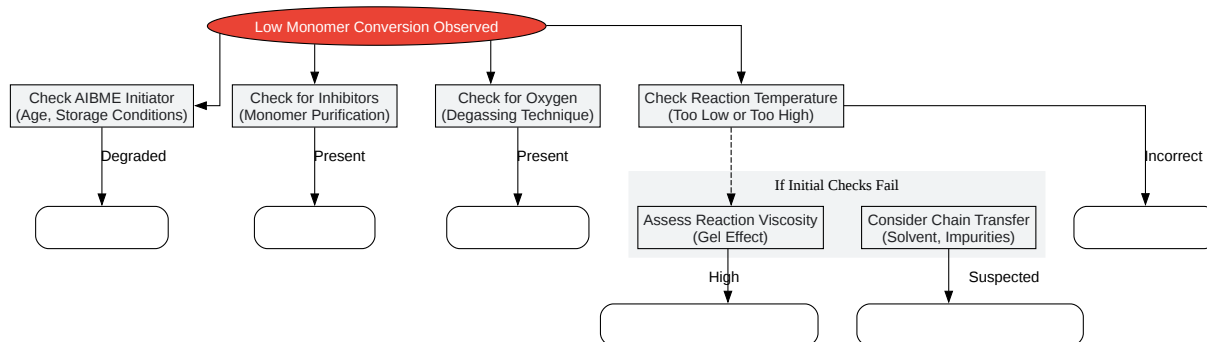 Low Monomer Conversion Observed
Check AIBME Initiator
(Age, Storage Conditions)
Check for Inhibitors
(Monomer Purification)
Check for Oxygen
(Degassing Technique)
Check Reaction Temperature
(Too Low or Too High)
Degraded
Present
Present
Incorrect
If Initial Checks Fail
Assess Reaction Viscosity
(Gel Effect)
Consider Chain Transfer
(Solvent, Impurities)
High
Suspected